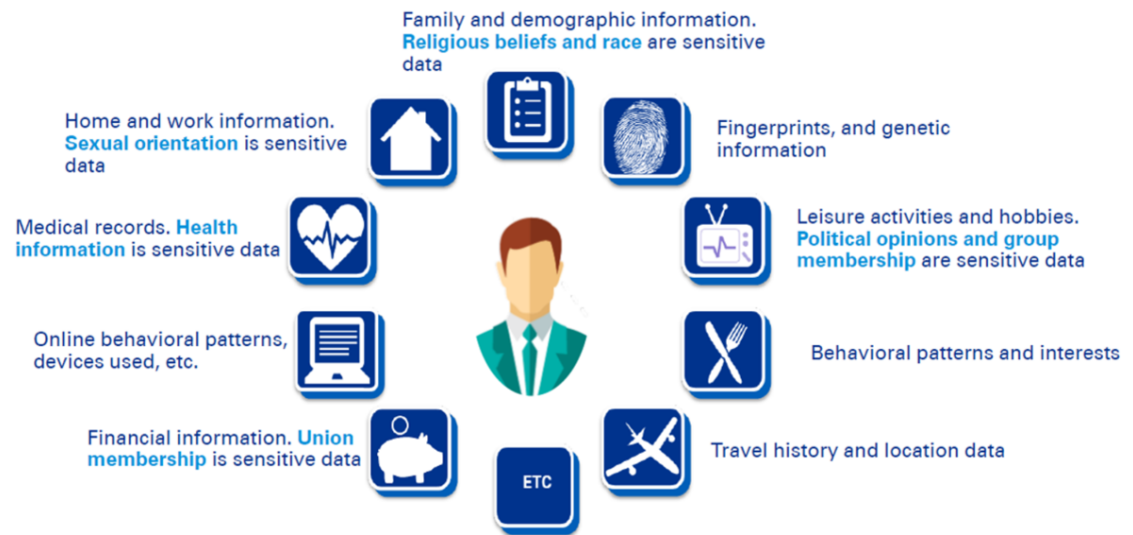 Family and demographic information.
Religious beliefs and race are sensitive
data
Home and work information.
Sexual orientation is sensitive
data
Fingerprints, and genetic
information
Medical records. Health
information is sensitive data
Leisure activities and hobbies.
Political opinions and group
membership are sensitive data
Online behavioral patterns,
devices used, etc.
Behavioral patterns and interests
Financial information. Union
membership is sensitive data
Travel history and location data
ETC